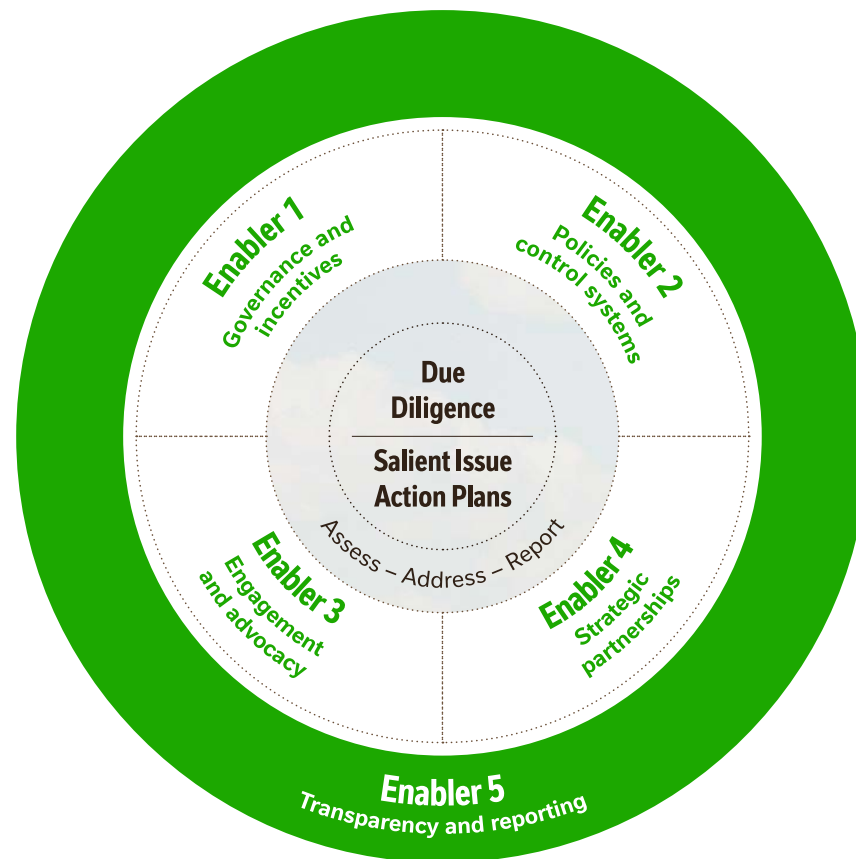 Enabler 1
Governance and
incentives
Enabler 2
Policies and
control systems
Due
Diligence
Salient Issue
Action Plans
Assess – Address – Report
Enabler 3
Engagement
and advocacy
Enabler 4
Strategic
partnerships
Enabler 5
Transparency and reporting